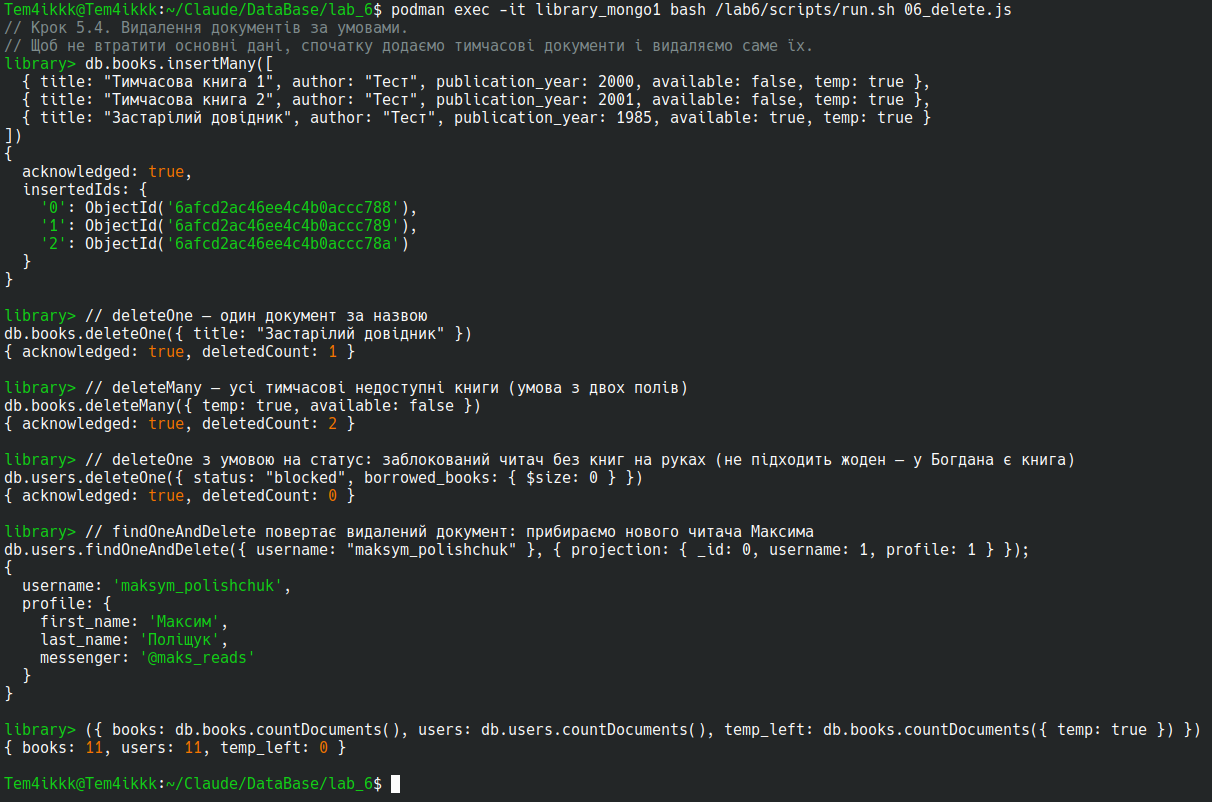 Tem4ikkk@Tem4ikkk:~/Claude/DataBase/lab_6$ podman exec -it library_mongo1 bash /lab6/scripts/run.sh 06_delete.js
// Крок 5.4. Видалення документів за умовами.
// Щоб не втратити основні дані, спочатку додаємо тимчасові документи і видаляємо саме їх.
library> db.books.insertMany([
  { title: "Тимчасова книга 1", author: "Тест", publication_year: 2000, available: false, temp: true },
  { title: "Тимчасова книга 2", author: "Тест", publication_year: 2001, available: false, temp: true },
  { title: "Застарілий довідник", author: "Тест", publication_year: 1985, available: true, temp: true }
])
{
  acknowledged: true,
  insertedIds: {
    '0': ObjectId('6afcd2ac46ee4c4b0accc788'),
    '1': ObjectId('6afcd2ac46ee4c4b0accc789'),
    '2': ObjectId('6afcd2ac46ee4c4b0accc78a')
  }
}

library> // deleteOne — один документ за назвою
db.books.deleteOne({ title: "Застарілий довідник" })
{ acknowledged: true, deletedCount: 1 }

library> // deleteMany — усі тимчасові недоступні книги (умова з двох полів)
db.books.deleteMany({ temp: true, available: false })
{ acknowledged: true, deletedCount: 2 }

library> // deleteOne з умовою на статус: заблокований читач без книг на руках (не підходить жоден — у Богдана є книга)
db.users.deleteOne({ status: "blocked", borrowed_books: { $size: 0 } })
{ acknowledged: true, deletedCount: 0 }

library> // findOneAndDelete повертає видалений документ: прибираємо нового читача Максима
db.users.findOneAndDelete({ username: "maksym_polishchuk" }, { projection: { _id: 0, username: 1, profile: 1 } });
{
  username: 'maksym_polishchuk',
  profile: {
    first_name: 'Максим',
    last_name: 'Поліщук',
    messenger: '@maks_reads'
  }
}

library> ({ books: db.books.countDocuments(), users: db.users.countDocuments(), temp_left: db.books.countDocuments({ temp: true }) })
{ books: 11, users: 11, temp_left: 0 }

Tem4ikkk@Tem4ikkk:~/Claude/DataBase/lab_6$